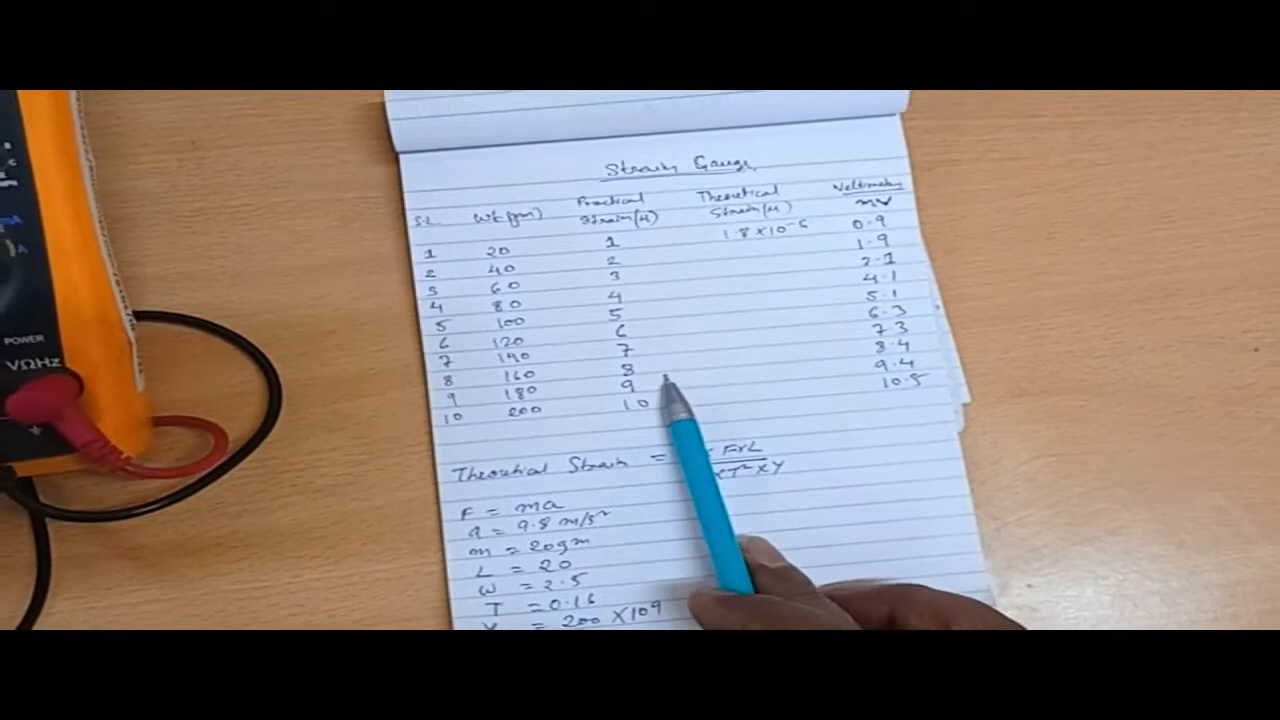 Strain Gauge
S.L. Wt(gm) Practical Strain(μ) Theoretical Strain(μ) Voltmeter mV
1 20 1 1.8×10-6 0.9
2 40 2 1.9
3 60 3 2.1
4 80 4 4.1
5 100 5 5.1
6 120 6 6.3
7 140 7 7.3
8 160 8 8.4
9 180 9 9.4
10 200 10 10.5
Theoretical Strain = F×L
×T²×Y
F = ma
a = 9.8 m/s²
m = 20gm
L = 20
W = 2.5
T = 0.16
Y = 200 ×10⁹
POWER
VΩHz